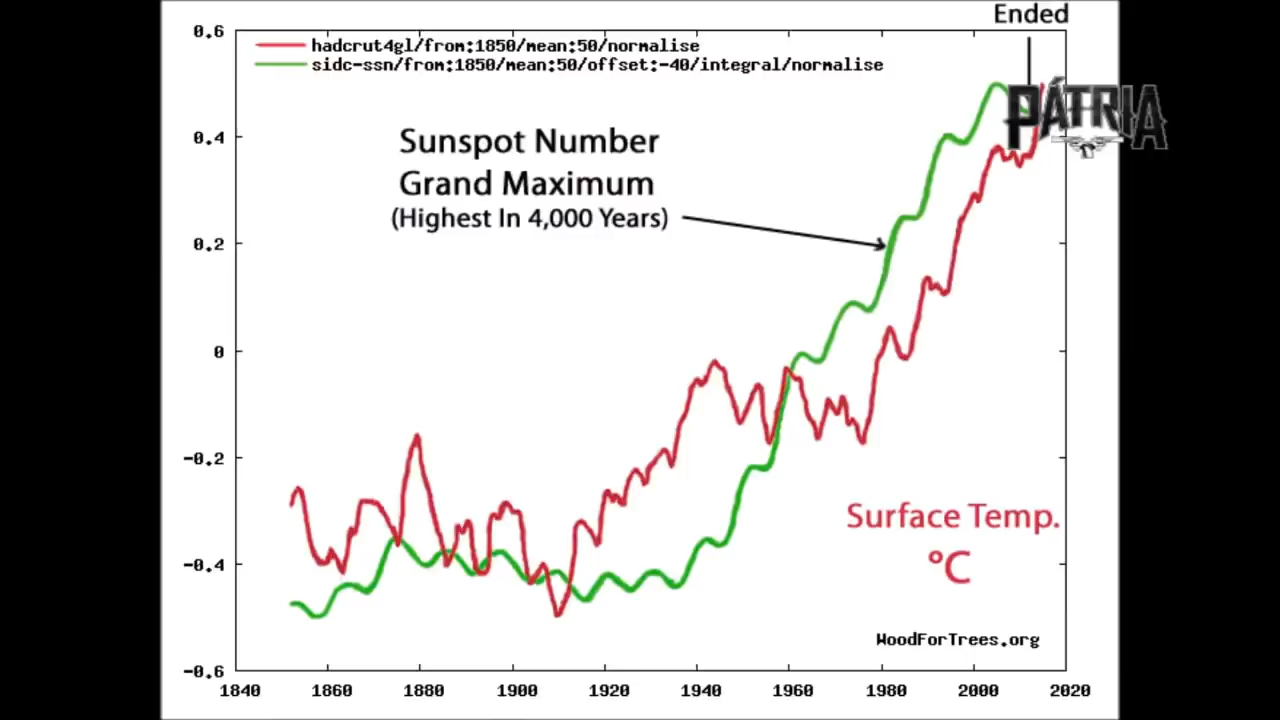 Ended
0.6
hadcrut4gl/from:1850/mean:50/normalise
sidc-ssn/from:1850/mean:50/offset:-40/integral/normalise
PÁTRIA
Sunspot Number
0.4
Grand Maximum
(Highest In 4,000 Years)
0.2
0
-0.2
Surface Temp.
°C
-0.4
WoodForTrees.org
-0.6
1840 1860 1880 1900 1920 1940 1960 1980 2000 2020